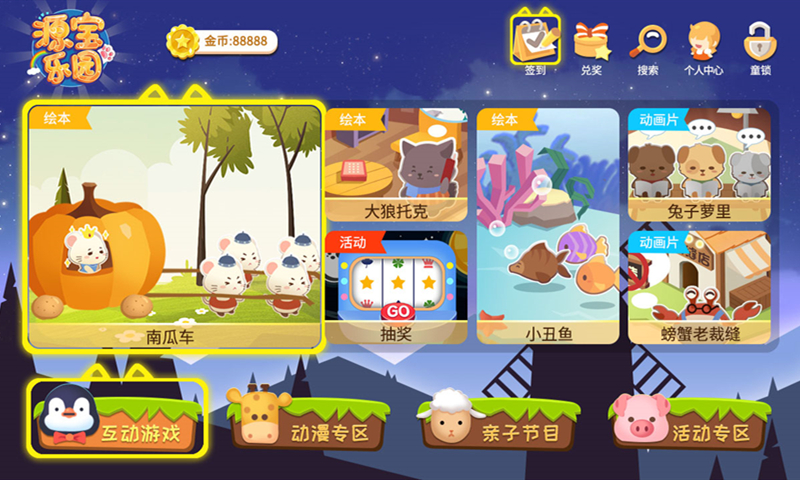 源宝
乐园
金币:88888
签到
兑奖
搜索
个人中心
童锁
绘本
南瓜车
绘本
大狼托克
活动
GO
抽奖
绘本
小丑鱼
动画片
兔子萝里
动画片
店
螃蟹老裁缝
互动游戏
动漫专区
亲子节目
活动专区